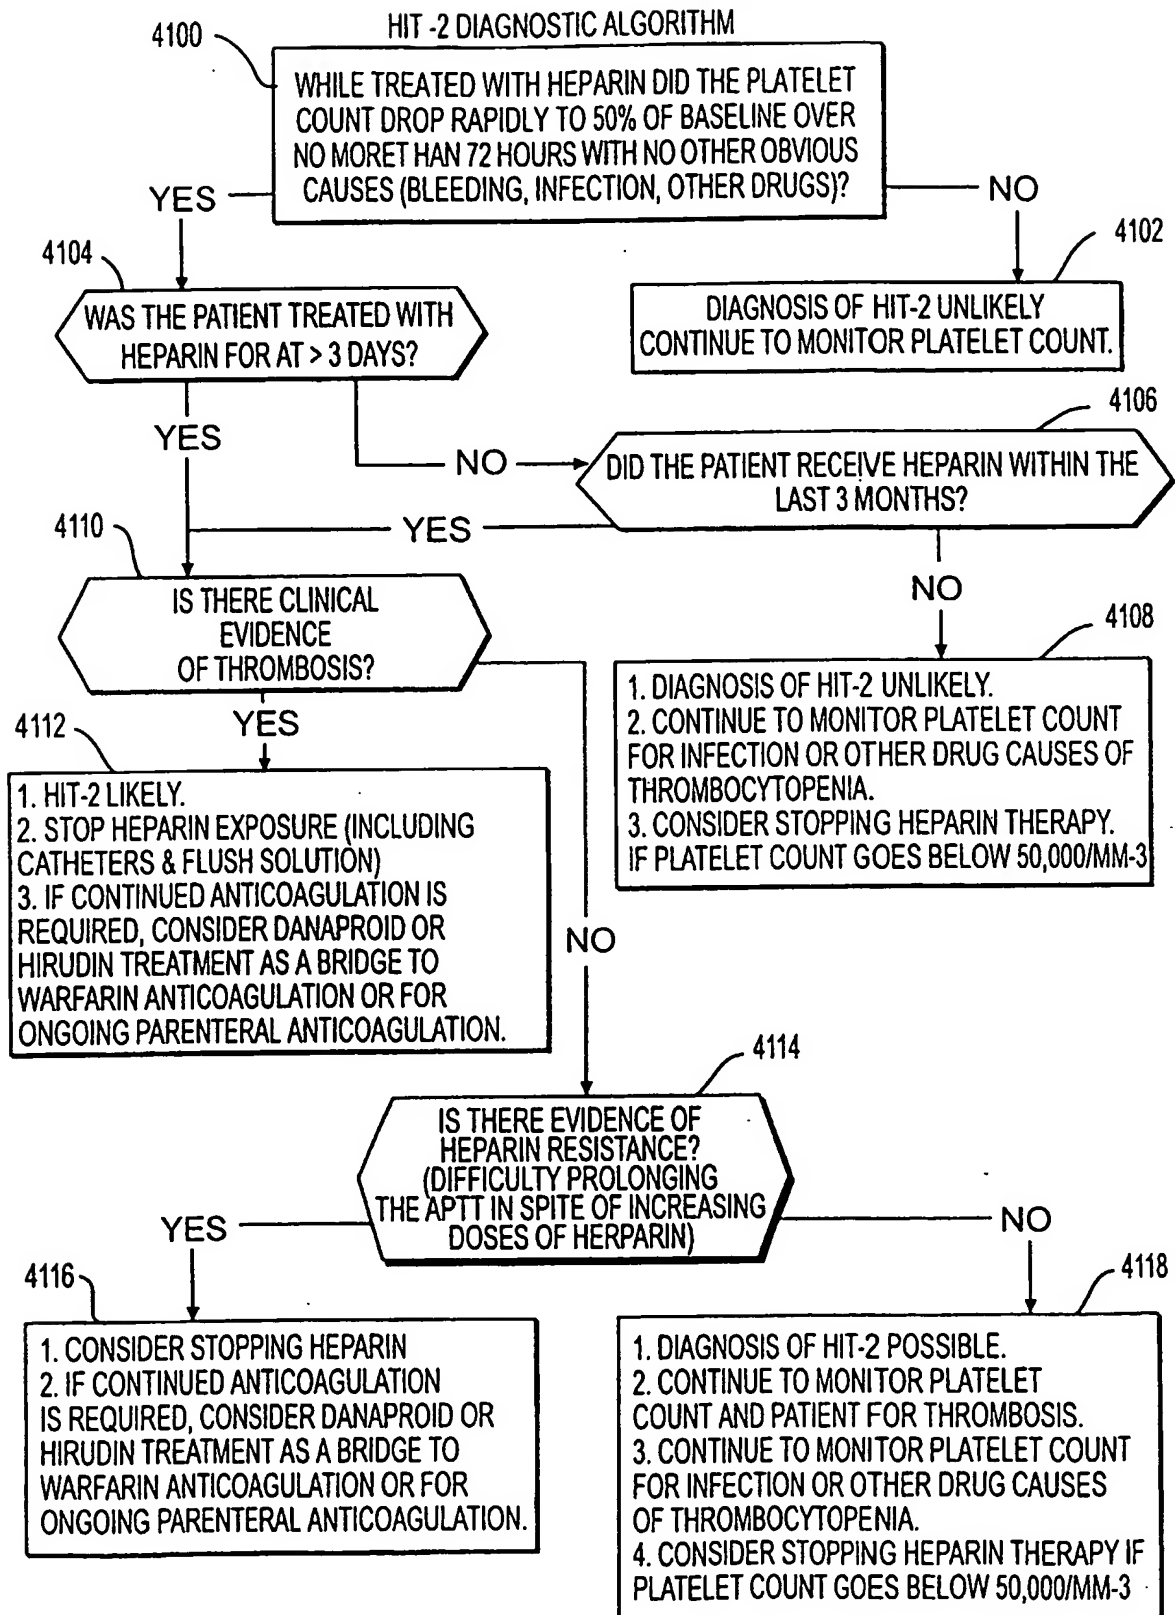 HIT -2 DIAGNOSTIC ALGORITHM
4100
WHILE TREATED WITH HEPARIN DID THE PLATELET
COUNT DROP RAPIDLY TO 50% OF BASELINE OVER
NO MORET HAN 72 HOURS WITH NO OTHER OBVIOUS
CAUSES (BLEEDING, INFECTION, OTHER DRUGS)?
YES
NO
4104
WAS THE PATIENT TREATED WITH
HEPARIN FOR AT > 3 DAYS?
4102
DIAGNOSIS OF HIT-2 UNLIKELY
CONTINUE TO MONITOR PLATELET COUNT.
YES
NO
4106
DID THE PATIENT RECEIVE HEPARIN WITHIN THE
LAST 3 MONTHS?
YES
NO
4110
IS THERE CLINICAL
EVIDENCE
OF THROMBOSIS?
4108
1. DIAGNOSIS OF HIT-2 UNLIKELY.
2. CONTINUE TO MONITOR PLATELET COUNT
FOR INFECTION OR OTHER DRUG CAUSES OF
THROMBOCYTOPENIA.
3. CONSIDER STOPPING HEPARIN THERAPY.
IF PLATELET COUNT GOES BELOW 50,000/MM-3
YES
4112
1. HIT-2 LIKELY.
2. STOP HEPARIN EXPOSURE (INCLUDING
CATHETERS & FLUSH SOLUTION)
3. IF CONTINUED ANTICOAGULATION IS
REQUIRED, CONSIDER DANAPROID OR
HIRUDIN TREATMENT AS A BRIDGE TO
WARFARIN ANTICOAGULATION OR FOR
ONGOING PARENTERAL ANTICOAGULATION.
NO
4114
IS THERE EVIDENCE OF
HEPARIN RESISTANCE?
(DIFFICULTY PROLONGING
THE APTT IN SPITE OF INCREASING
DOSES OF HERPARIN)
YES
NO
4116
1. CONSIDER STOPPING HEPARIN
2. IF CONTINUED ANTICOAGULATION
IS REQUIRED, CONSIDER DANAPROID OR
HIRUDIN TREATMENT AS A BRIDGE TO
WARFARIN ANTICOAGULATION OR FOR
ONGOING PARENTERAL ANTICOAGULATION.
4118
1. DIAGNOSIS OF HIT-2 POSSIBLE.
2. CONTINUE TO MONITOR PLATELET
COUNT AND PATIENT FOR THROMBOSIS.
3. CONTINUE TO MONITOR PLATELET COUNT
FOR INFECTION OR OTHER DRUG CAUSES
OF THROMBOCYTOPENIA.
4. CONSIDER STOPPING HEPARIN THERAPY IF
PLATELET COUNT GOES BELOW 50,000/MM-3